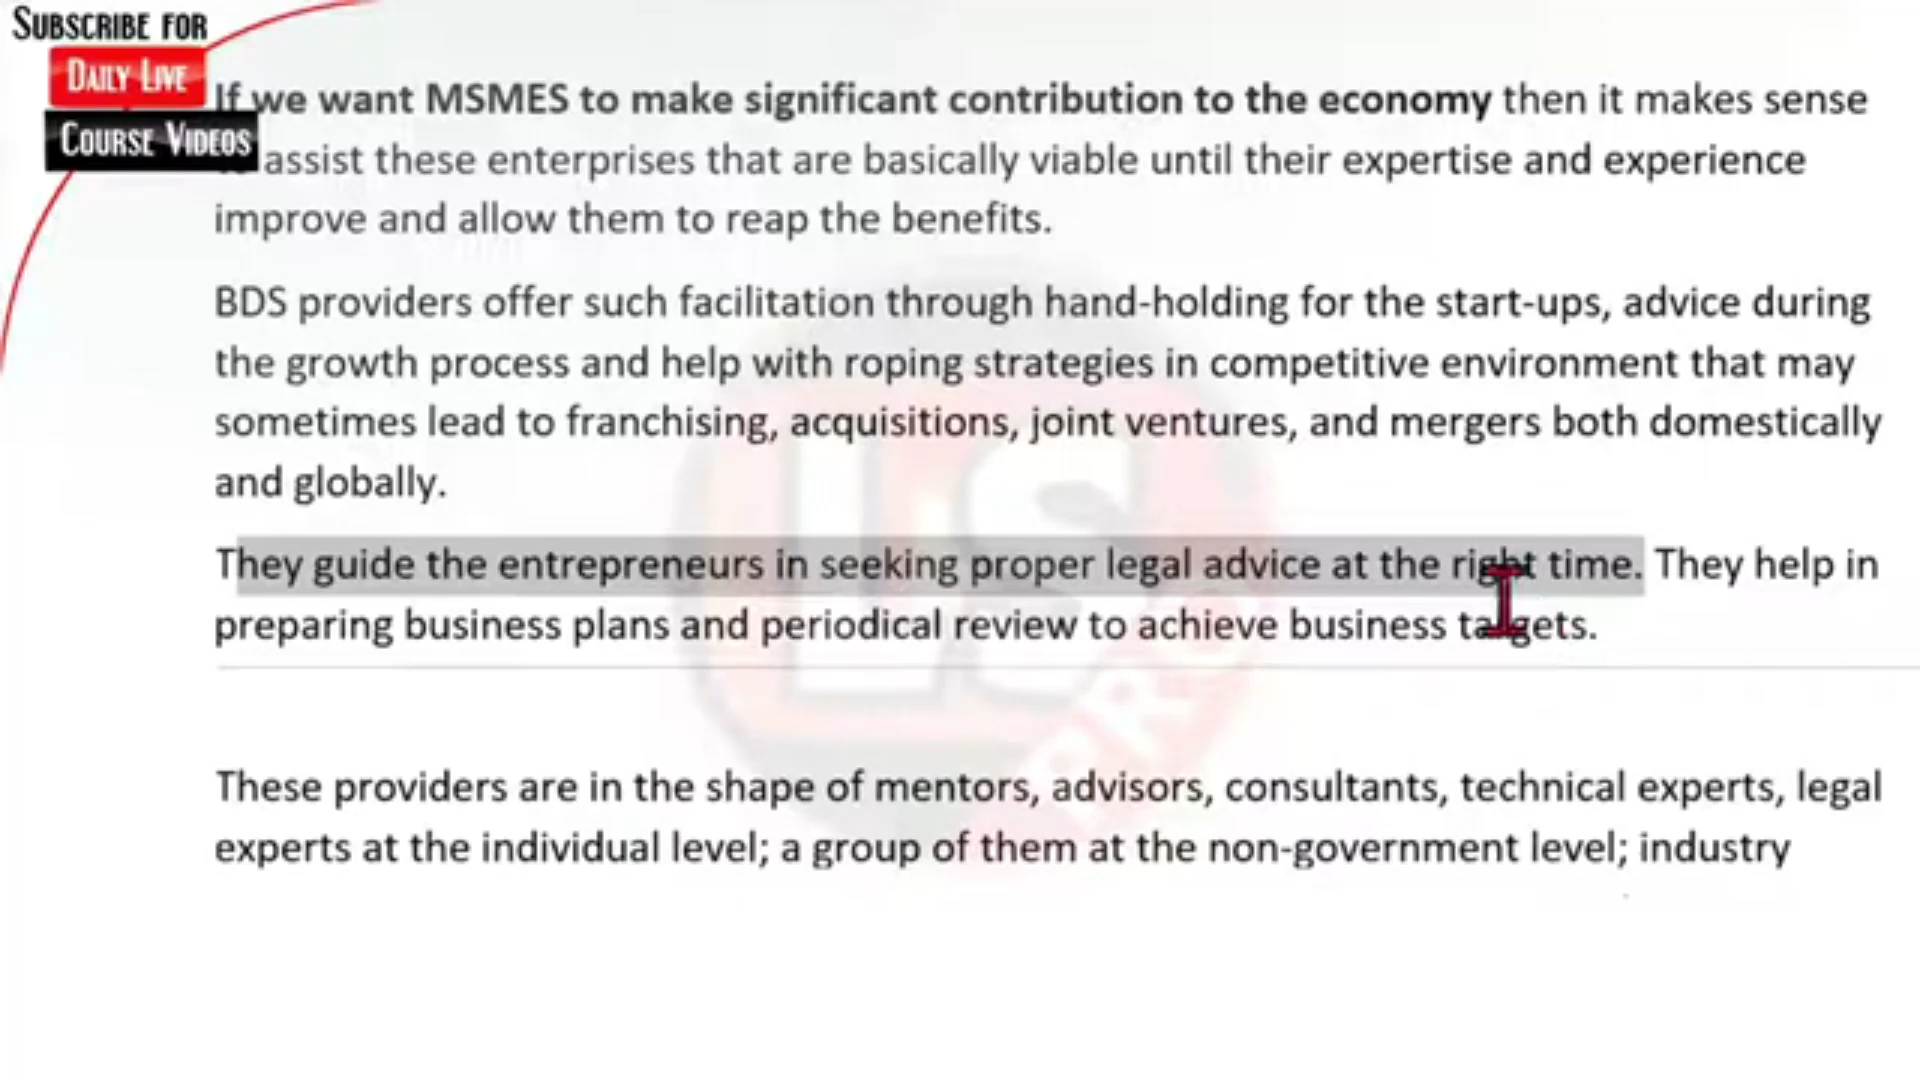 SUBSCRIBE FOR
DAILY LIVE
COURSE VIDEOS
If we want MSMES to make significant contribution to the economy then it makes sense
to assist these enterprises that are basically viable until their expertise and experience
improve and allow them to reap the benefits.
BDS providers offer such facilitation through hand-holding for the start-ups, advice during
the growth process and help with roping strategies in competitive environment that may
sometimes lead to franchising, acquisitions, joint ventures, and mergers both domestically
and globally.
They guide the entrepreneurs in seeking proper legal advice at the right time. They help in
preparing business plans and periodical review to achieve business targets.
LS
PRO
These providers are in the shape of mentors, advisors, consultants, technical experts, legal
experts at the individual level; a group of them at the non-government level; industry